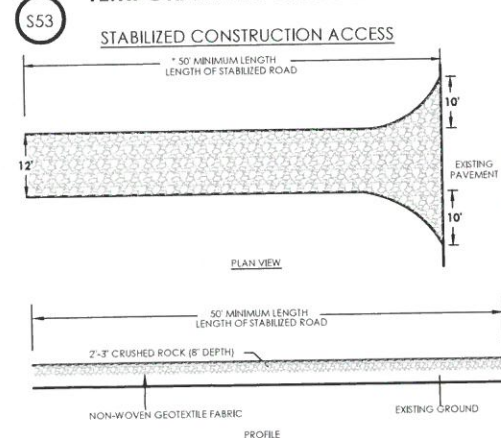 S53
STABILIZED CONSTRUCTION ACCESS
* 50' MINIMUM LENGTH
LENGTH OF STABILIZED ROAD
10'
12'
EXISTING
PAVEMENT
10'
PLAN VIEW
50' MINIMUM LENGTH
LENGTH OF STABILIZED ROAD
2'-3' CRUSHED ROCK (8" DEPTH)
NON-WOVEN GEOTEXTILE FABRIC
EXISTING GROUND
PROFILE